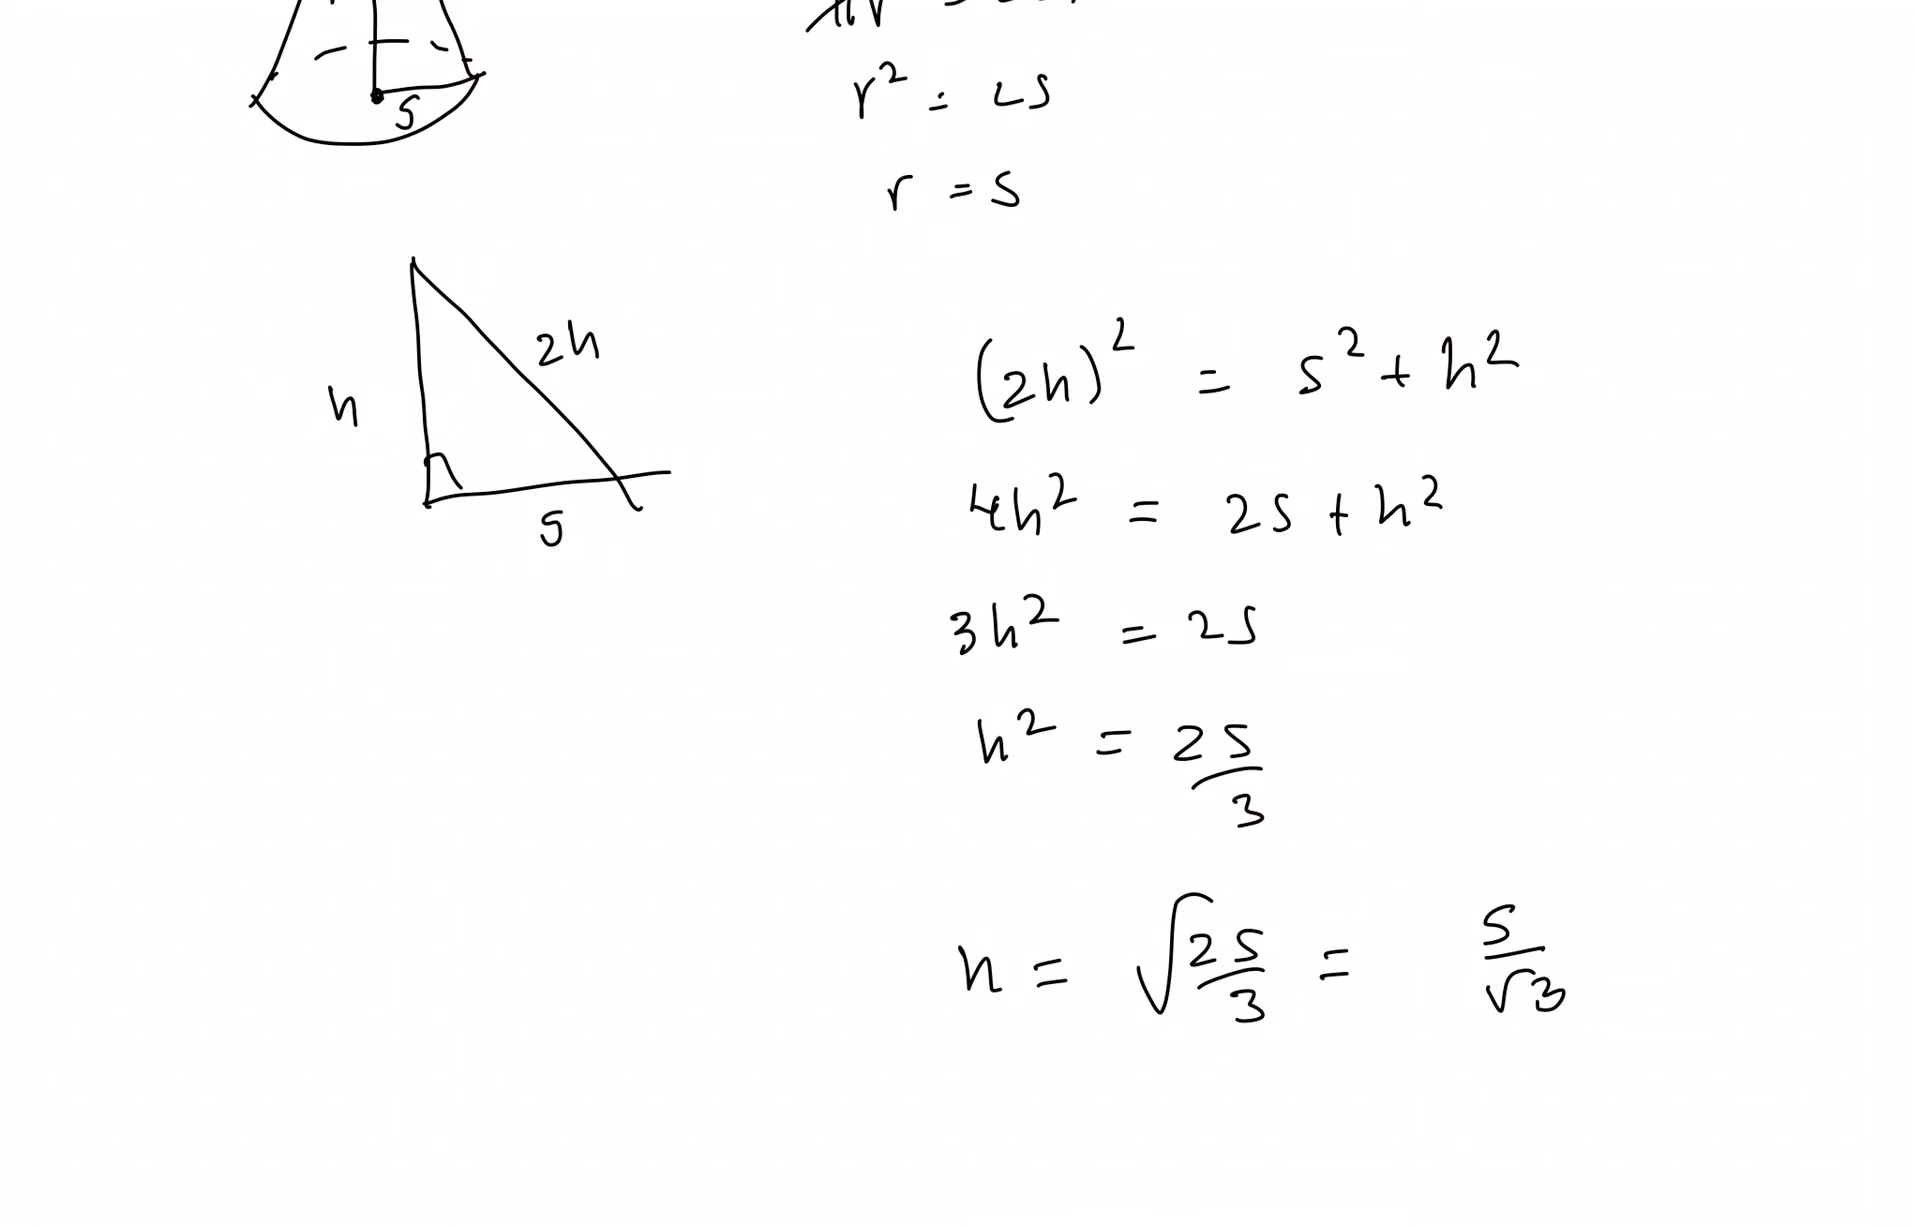 5
r² = 25
r = 5
2h
h
5
(2h)² = 5² + h²
4h² = 25 + h²
3h² = 25
h² = 25/3
h = √(25/3) = 5/√3